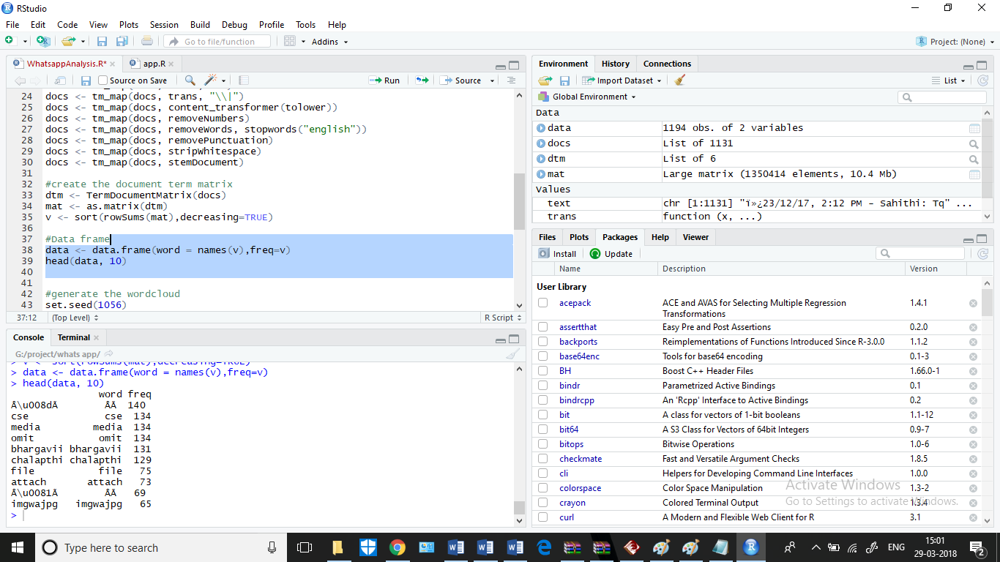 RStudio
File Edit Code View Plots Session Build Debug Profile Tools Help
Go to file/function Addins Project: (None)
WhatsappAnalysis.R* app.R
Source on Save Run Source
24 docs <- tm_map(docs, trans, "\\|")
25 docs <- tm_map(docs, content_transformer(tolower))
26 docs <- tm_map(docs, removeNumbers)
27 docs <- tm_map(docs, removeWords, stopwords("english"))
28 docs <- tm_map(docs, removePunctuation)
29 docs <- tm_map(docs, stripWhitespace)
30 docs <- tm_map(docs, stemDocument)
31
32 #create the document term matrix
33 dtm <- TermDocumentMatrix(docs)
34 mat <- as.matrix(dtm)
35 v <- sort(rowSums(mat),decreasing=TRUE)
36
37 #Data frame
38 data <- data.frame(word = names(v),freq=v)
39 head(data, 10)
40
41
42 #generate the wordcloud
43 set.seed(1056)
37:12 (Top Level) R Script
Console Terminal
G:/project/whats app/
> v <- sort(rowSums(mat),decreasing=TRUE)
> data <- data.frame(word = names(v),freq=v)
> head(data, 10)
word freq
Â\u008dÃ ÂÃ 140
cse cse 134
media media 134
omit omit 134
bhargavii bhargavii 131
chalapthi chalapthi 129
file file 75
attach attach 73
Â\u0081Ã ÂÃ 69
imgwajpg imgwajpg 65
>
Environment History Connections
Import Dataset List
Global Environment
Data
data 1194 obs. of 2 variables
docs List of 1131
dtm List of 6
mat Large matrix (1350414 elements, 10.4 Mb)
Values
text chr [1:1131] "ï»¿23/12/17, 2:12 PM - Sahithi: Tq" ...
trans function (x, ...)
Files Plots Packages Help Viewer
Install Update
Name Description Version
User Library
acepack ACE and AVAS for Selecting Multiple Regression Transformations 1.4.1
assertthat Easy Pre and Post Assertions 0.2.0
backports Reimplementations of Functions Introduced Since R-3.0.0 1.1.2
base64enc Tools for base64 encoding 0.1-3
BH Boost C++ Header Files 1.66.0-1
bindr Parametrized Active Bindings 0.1
bindrcpp An 'Rcpp' Interface to Active Bindings 0.2
bit A class for vectors of 1-bit booleans 1.1-12
bit64 A S3 Class for Vectors of 64bit Integers 0.9-7
bitops Bitwise Operations 1.0-6
checkmate Fast and Versatile Argument Checks 1.8.5
cli Helpers for Developing Command Line Interfaces 1.0.0
colorspace Color Space Manipulation 1.3-2
crayon Colored Terminal Output 1.3.4
curl A Modern and Flexible Web Client for R 3.1
Activate Windows
Go to Settings to activate Windows.
Type here to search
ENG 15:01
29-03-2018
2